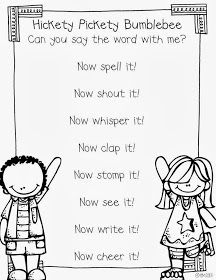 Hickety Pickety Bumblebee
Can you say the word with me?
Now spell it!
Now shout it!
Now whisper it!
Now clap it!
Now stomp it!
Now see it!
Now write it!
Now cheer it!